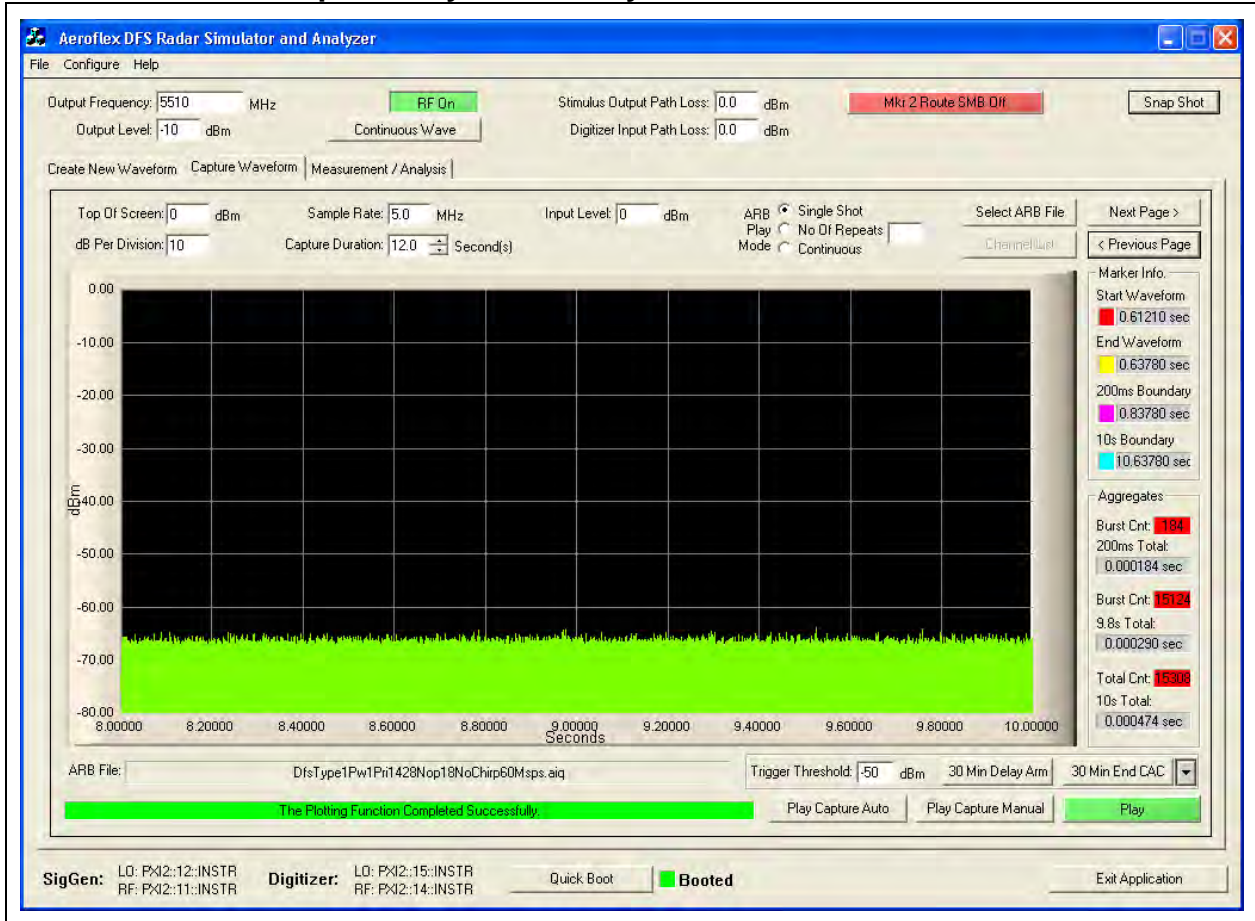 Aeroflex DFS Radar Simulator and Analyzer
File Configure Help
Output Frequency: 5510 MHz
RF On
Stimulus Output Path Loss: 0.0 dBm
Mkr 2 Route SMB Off
Snap Shot
Output Level: -10 dBm
Continuous Wave
Digitizer Input Path Loss: 0.0 dBm
Create New Waveform Capture Waveform Measurement / Analysis
Top Of Screen: 0 dBm
Sample Rate: 5.0 MHz
Input Level: 0 dBm
ARB Play Mode
Single Shot
No Of Repeats
Continuous
Select ARB File
Next Page >
dB Per Division: 10
Capture Duration: 12.0 Second(s)
Channel List
< Previous Page
0.00
-10.00
-20.00
-30.00
-40.00
-50.00
-60.00
-70.00
-80.00
dBm
8.00000 8.20000 8.40000 8.60000 8.80000 9.00000 9.20000 9.40000 9.60000 9.80000 10.00000
Seconds
Marker Info.
Start Waveform
0.61210 sec
End Waveform
0.63780 sec
200ms Boundary
0.83780 sec
10s Boundary
10.63780 sec
Aggregates
Burst Cnt: 184
200ms Total:
0.000184 sec
Burst Cnt: 15124
9.8s Total:
0.000290 sec
Total Cnt: 15308
10s Total:
0.000474 sec
ARB File: DfsType1Pw1Pri1428Nop18NoChirp60Msps.aiq
Trigger Threshold: -50 dBm
30 Min Delay Arm
30 Min End CAC
The Plotting Function Completed Successfully.
Play Capture Auto
Play Capture Manual
Play
SigGen: LO: PXI2::12::INSTR
RF: PXI2::11::INSTR
Digitizer: LO: PXI2::15::INSTR
RF: PXI2::14::INSTR
Quick Boot
Booted
Exit Application